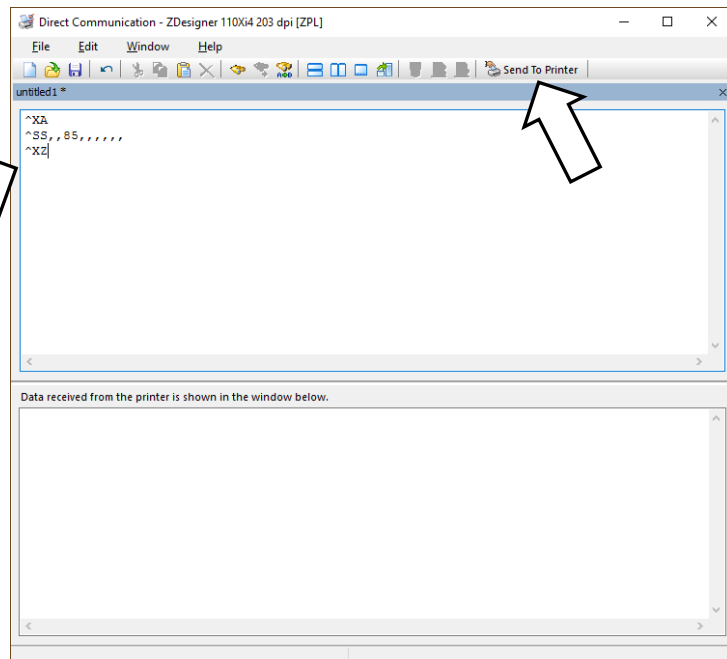 Direct Communication - ZDesigner 110Xi4 203 dpi [ZPL]
File Edit Window Help
Send To Printer
untitled1 *
^XA
^SS,,85,,,,,,
^XZ
Data received from the printer is shown in the window below.